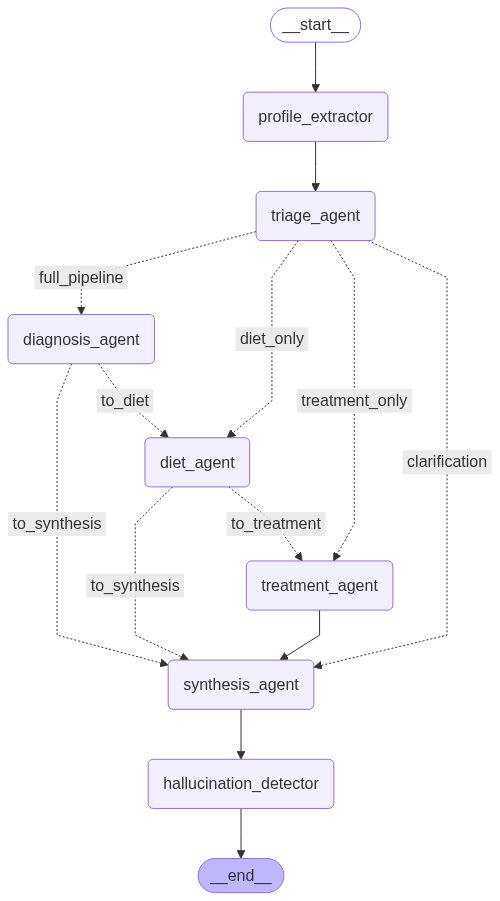 __start__
profile_extractor
triage_agent
full_pipeline
diagnosis_agent
diet_only
to_diet
treatment_only
diet_agent
clarification
to_synthesis
to_treatment
to_synthesis
treatment_agent
synthesis_agent
hallucination_detector
__end__